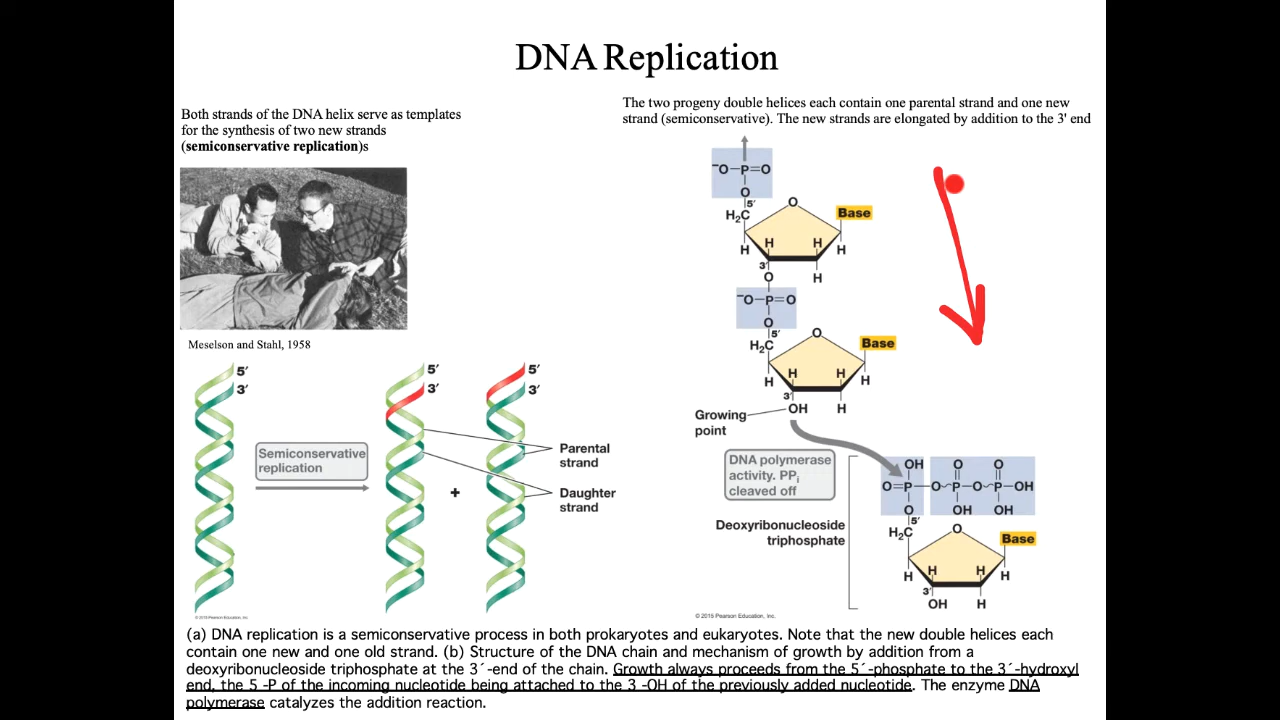 DNA Replication
Both strands of the DNA helix serve as templates
for the synthesis of two new strands
(semiconservative replication)s
The two progeny double helices each contain one parental strand and one new
strand (semiconservative). The new strands are elongated by addition to the 3' end
Meselson and Stahl, 1958
5′
3′
5′
3′
5′
3′
Semiconservative
replication
+
Parental
strand
Daughter
strand
© 2015 Pearson Education, Inc.
⁻O–P=O
O
5′
H₂C
O
Base
H
H
H
H
3′
H
O
⁻O–P=O
O
5′
H₂C
O
Base
H
H
H
H
3′
OH
H
Growing
point
DNA polymerase
activity. PPi
cleaved off
OH
O
O
O=P—O~P—O~P—OH
O
OH
OH
5′
Deoxyribonucleoside
triphosphate
H₂C
O
Base
H
H
H
H
3′
OH
H
© 2015 Pearson Education, Inc.
(a) DNA replication is a semiconservative process in both prokaryotes and eukaryotes. Note that the new double helices each
contain one new and one old strand. (b) Structure of the DNA chain and mechanism of growth by addition from a
deoxyribonucleoside triphosphate at the 3´-end of the chain. Growth always proceeds from the 5´-phosphate to the 3´-hydroxyl
end, the 5 -P of the incoming nucleotide being attached to the 3 -OH of the previously added nucleotide. The enzyme DNA
polymerase catalyzes the addition reaction.